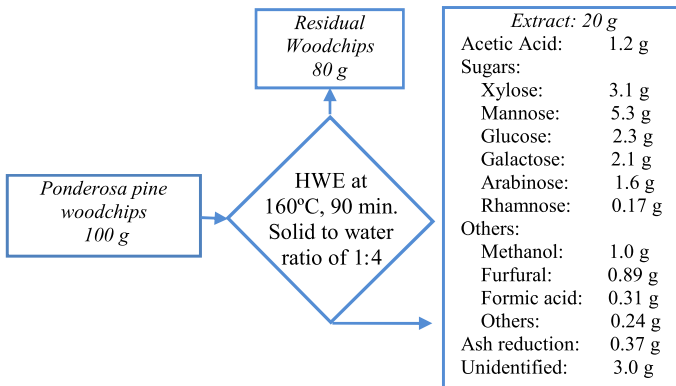 Residual
Woodchips
80 g
Ponderosa pine
woodchips
100 g
HWE at
160ºC, 90 min.
Solid to water
ratio of 1:4
Extract: 20 g
Acetic Acid: 1.2 g
Sugars:
Xylose: 3.1 g
Mannose: 5.3 g
Glucose: 2.3 g
Galactose: 2.1 g
Arabinose: 1.6 g
Rhamnose: 0.17 g
Others:
Methanol: 1.0 g
Furfural: 0.89 g
Formic acid: 0.31 g
Others: 0.24 g
Ash reduction: 0.37 g
Unidentified: 3.0 g